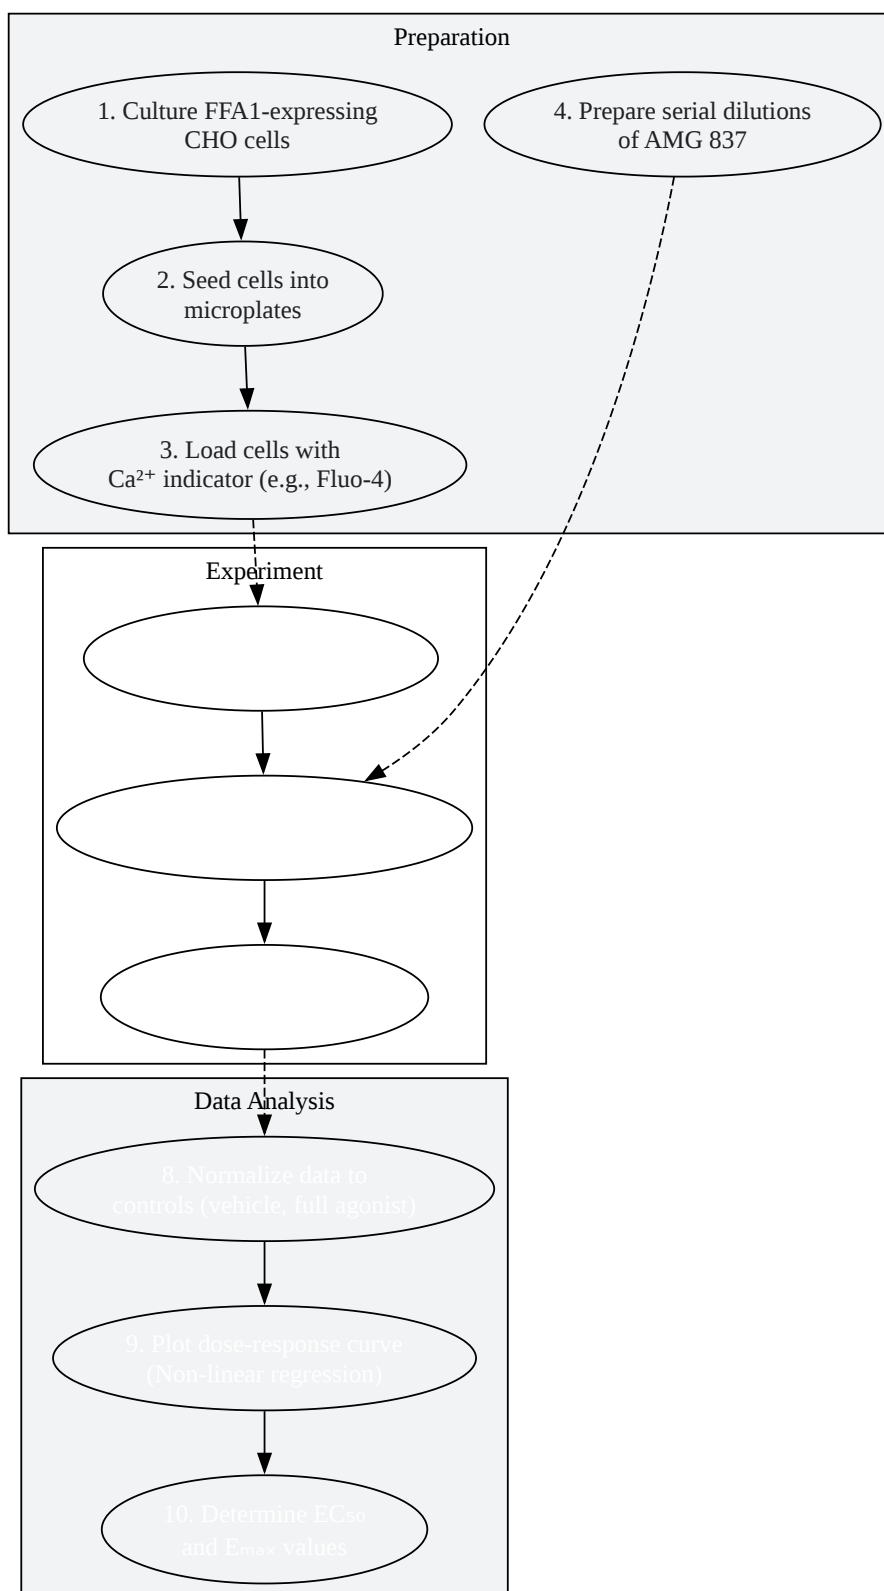 Preparation
1. Culture FFA1-expressing
CHO cells
4. Prepare serial dilutions
of AMG 837
2. Seed cells into
microplates
3. Load cells with
Ca²⁺ indicator (e.g., Fluo-4)
Experiment
Data Analysis
8. Normalize data to
controls (vehicle, full agonist)
9. Plot dose-response curve
(Non-linear regression)
10. Determine EC₅₀
and Eₘₐₓ values